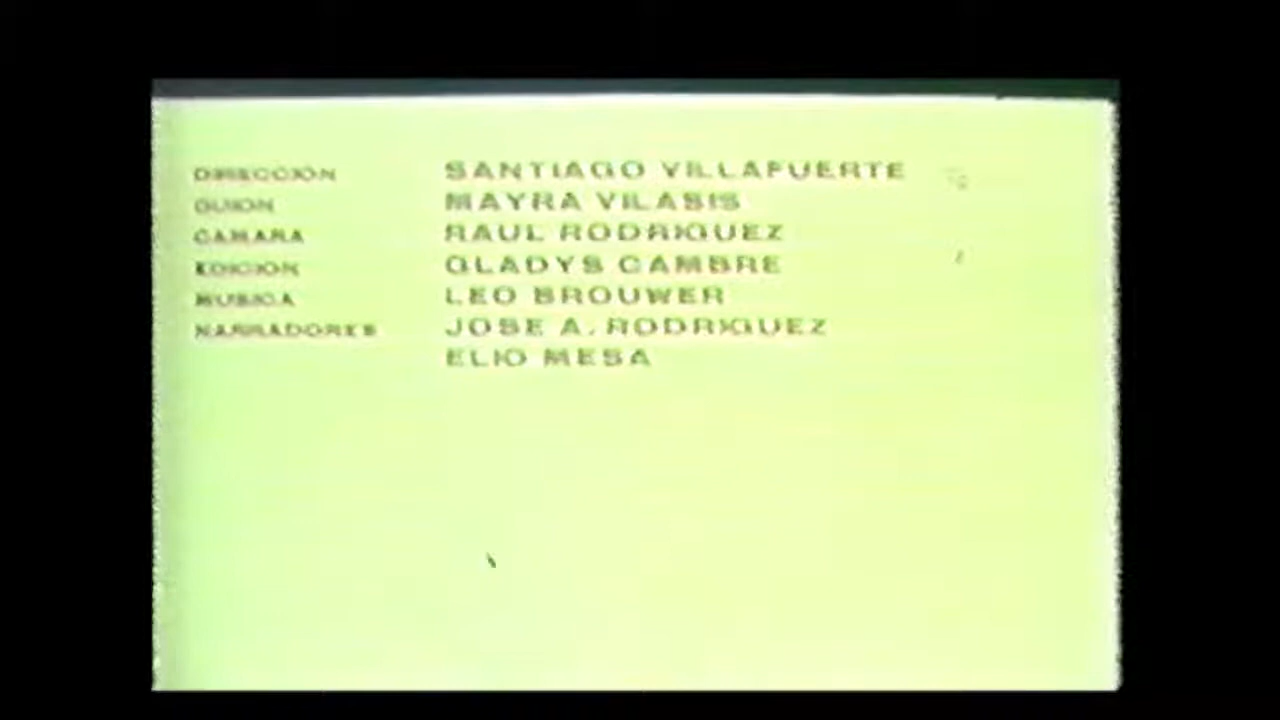 DIRECCION SANTIAGO VILLAFUERTE
GUION MAYRA VILASIS
CAMARA RAUL RODRIGUEZ
EDICION GLADYS CAMBRE
MUSICA LEO BROUWER
NARRADORES JOSE A. RODRIGUEZ
ELIO MESA